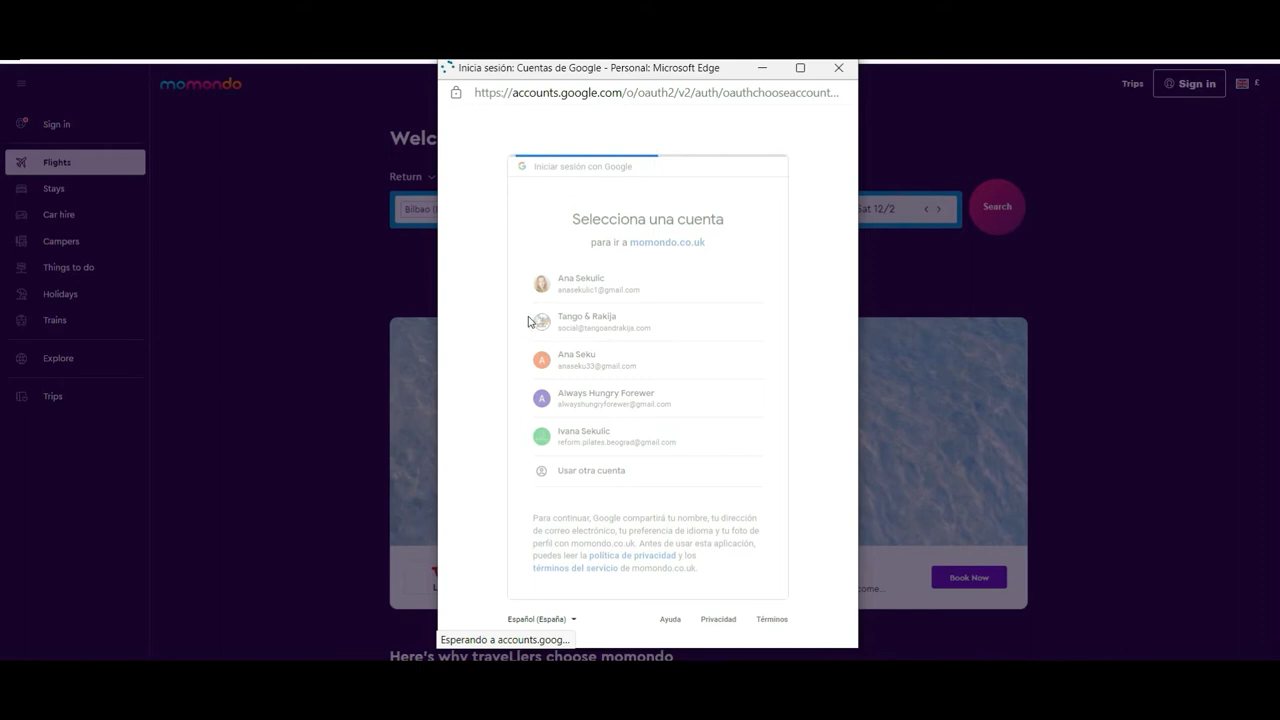 Inicia sesión: Cuentas de Google - Personal: Microsoft Edge
https://accounts.google.com/o/oauth2/v2/auth/oauthchooseaccount...
momondo
Trips
Sign in
£
Sign in
Flights
Stays
Car hire
Campers
Things to do
Holidays
Trains
Explore
Trips
Welc
Return
Bilbao (
Sat 12/2
Search
Iniciar sesión con Google
Selecciona una cuenta
para ir a momondo.co.uk
Ana Sekulic
anasekulic1@gmail.com
Tango & Rakija
social@tangoandrakija.com
A
Ana Seku
anaseku33@gmail.com
A
Always Hungry Forewer
alwayshungryforewer@gmail.com
Ivana Sekulic
reform.pilates.beograd@gmail.com
Usar otra cuenta
Para continuar, Google compartirá tu nombre, tu dirección
de correo electrónico, tu preferencia de idioma y tu foto de
perfil con momondo.co.uk. Antes de usar esta aplicación,
puedes leer la política de privacidad y los
términos del servicio de momondo.co.uk.
come...
Book Now
Español (España)
Ayuda
Privacidad
Términos
Esperando a accounts.goog...
Here's why travellers choose momondo